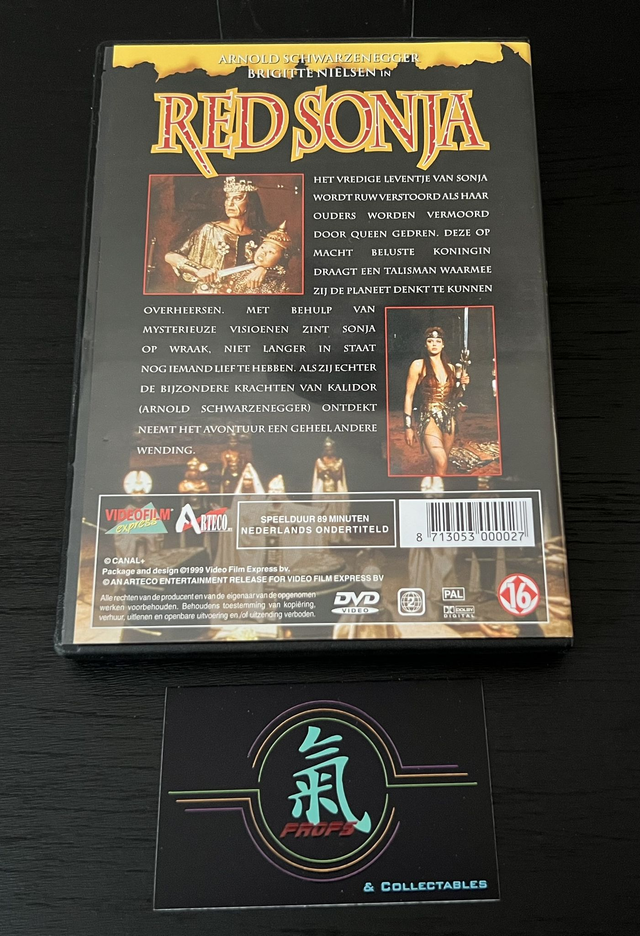 ARNOLD SCHWARZENEGGER
BRIGITTE NIELSEN IN
RED SONJA
HET VREDIGE LEVENTJE VAN SONJA
WORDT RUW VERSTOORD ALS HAAR
OUDERS WORDEN VERMOORD
DOOR QUEEN GEDREN. DEZE OP
MACHT BELUSTE KONINGIN
DRAAGT EEN TALISMAN WAARMEE
ZIJ DE PLANEET DENKT TE KUNNEN
OVERHEERSEN. MET BEHULP VAN
MYSTERIEUZE VISIOENEN ZINT SONJA
OP WRAAK, NIET LANGER IN STAAT
NOG IEMAND LIEF TE HEBBEN. ALS ZIJ ECHTER
DE BIJZONDERE KRACHTEN VAN KALIDOR
(ARNOLD SCHWARZENEGGER) ONTDEKT
NEEMT HET AVONTUUR EEN GEHEEL ANDERE
WENDING.
VIDEOFILM express
ARTECO
SPEELDUUR 89 MINUTEN
NEDERLANDS ONDERTITELD
8 713053 000027
© CANAL+
Package and design ©1999 Video Film Express bv.
© AN ARTECO ENTERTAINMENT RELEASE FOR VIDEO FILM EXPRESS BV
Alle rechten van de producent en van de eigenaar van de opgenomen
werken voorbehouden. Behoudens toestemming van kopiëring,
verhuur, uitlenen en openbare uitvoering en /of uitzending verboden.
DVD
VIDEO
2
PAL
DOLBY
DIGITAL
16
氣
PROPS
& COLLECTABLES